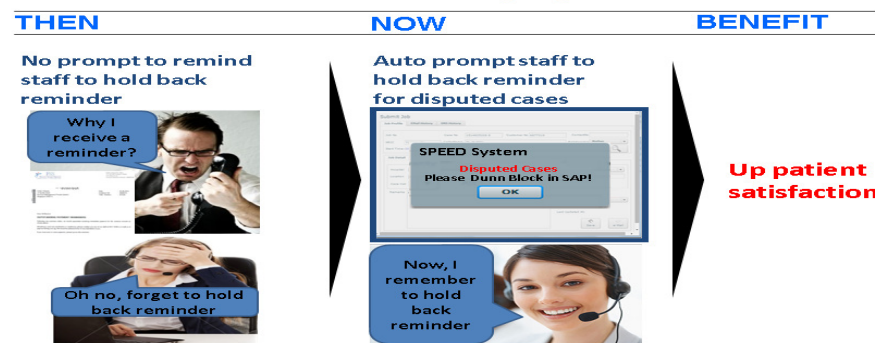 THEN
NOW
BENEFIT
No prompt to remind
staff to hold back
reminder
Why I
receive a
reminder?
Oh no, forget to hold
back reminder
Auto prompt staff to
hold back reminder
for disputed cases
Submit Job
SPEED System
Disputed Cases
Please Dunn Block in SAP!
OK
Now, I
remember
to hold
back
reminder
Up patient
satisfaction